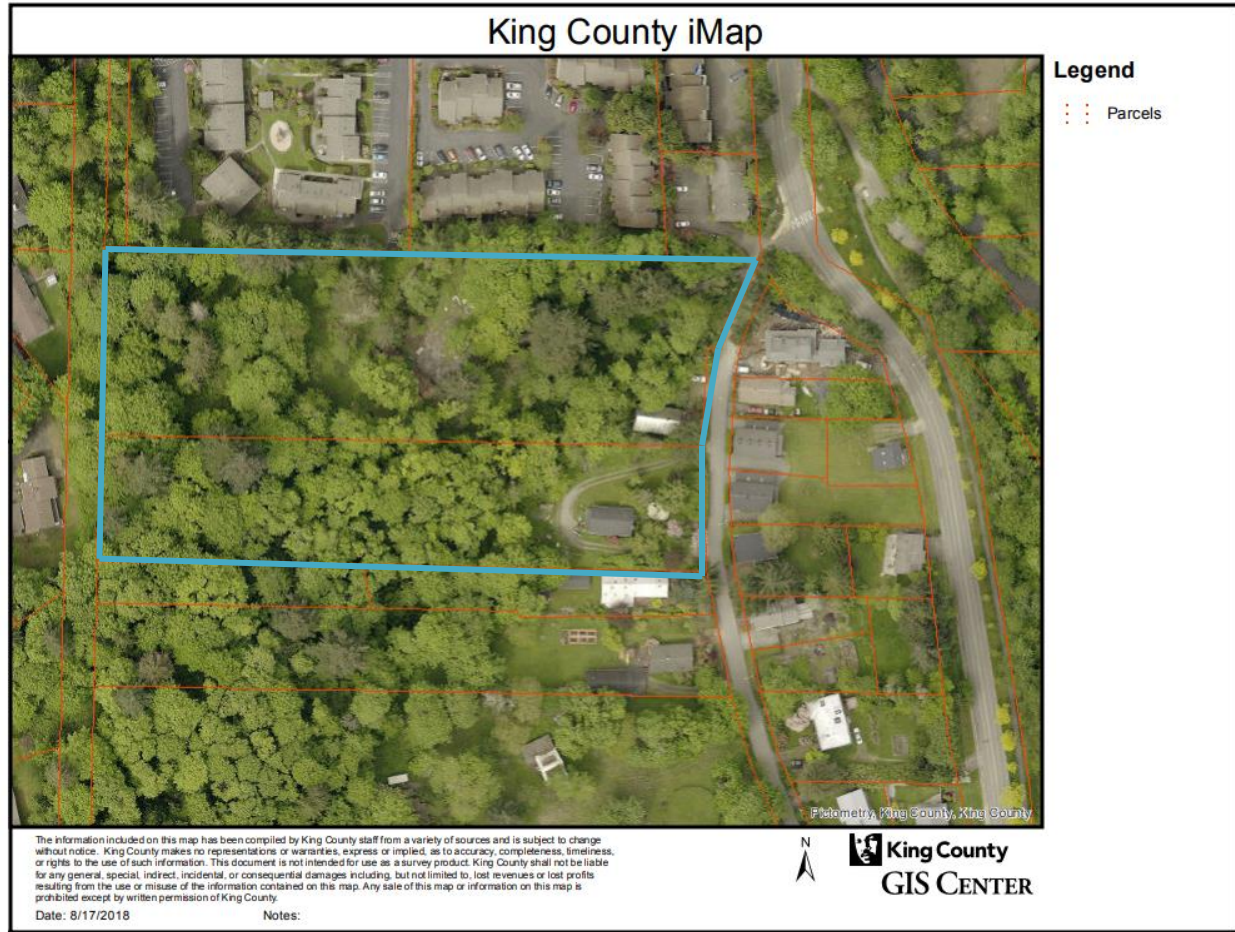 King County iMap
Legend
Parcels
Pictometry, King County, King County
The information included on this map has been compiled by King County staff from a variety of sources and is subject to change
without notice. King County makes no representations or warranties, express or implied, as to accuracy, completeness, timeliness,
or rights to the use of such information. This document is not intended for use as a survey product. King County shall not be liable
for any general, special, indirect, incidental, or consequential damages including, but not limited to, lost revenues or lost profits
resulting from the use or misuse of the information contained on this map. Any sale of this map or information on this map is
prohibited except by written permission of King County.
Date: 8/17/2018
Notes:
N
King County
GIS CENTER